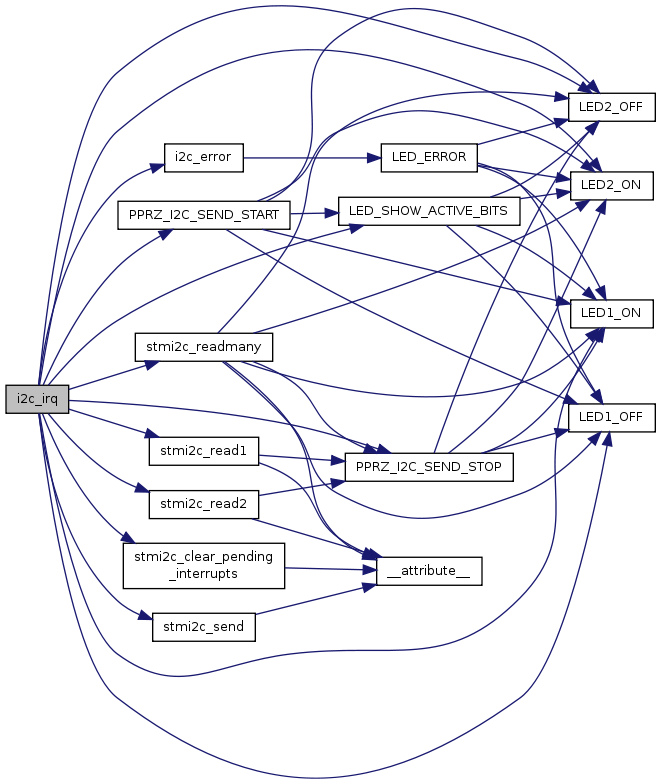 LED2_OFF
i2c_error
LED_ERROR
LED2_ON
PPRZ_I2C_SEND_START
LED_SHOW_ACTIVE_BITS
LED1_ON
stmi2c_readmany
i2c_irq
LED1_OFF
stmi2c_read1
PPRZ_I2C_SEND_STOP
stmi2c_read2
stmi2c_clear_pending
_interrupts
__attribute__
stmi2c_send